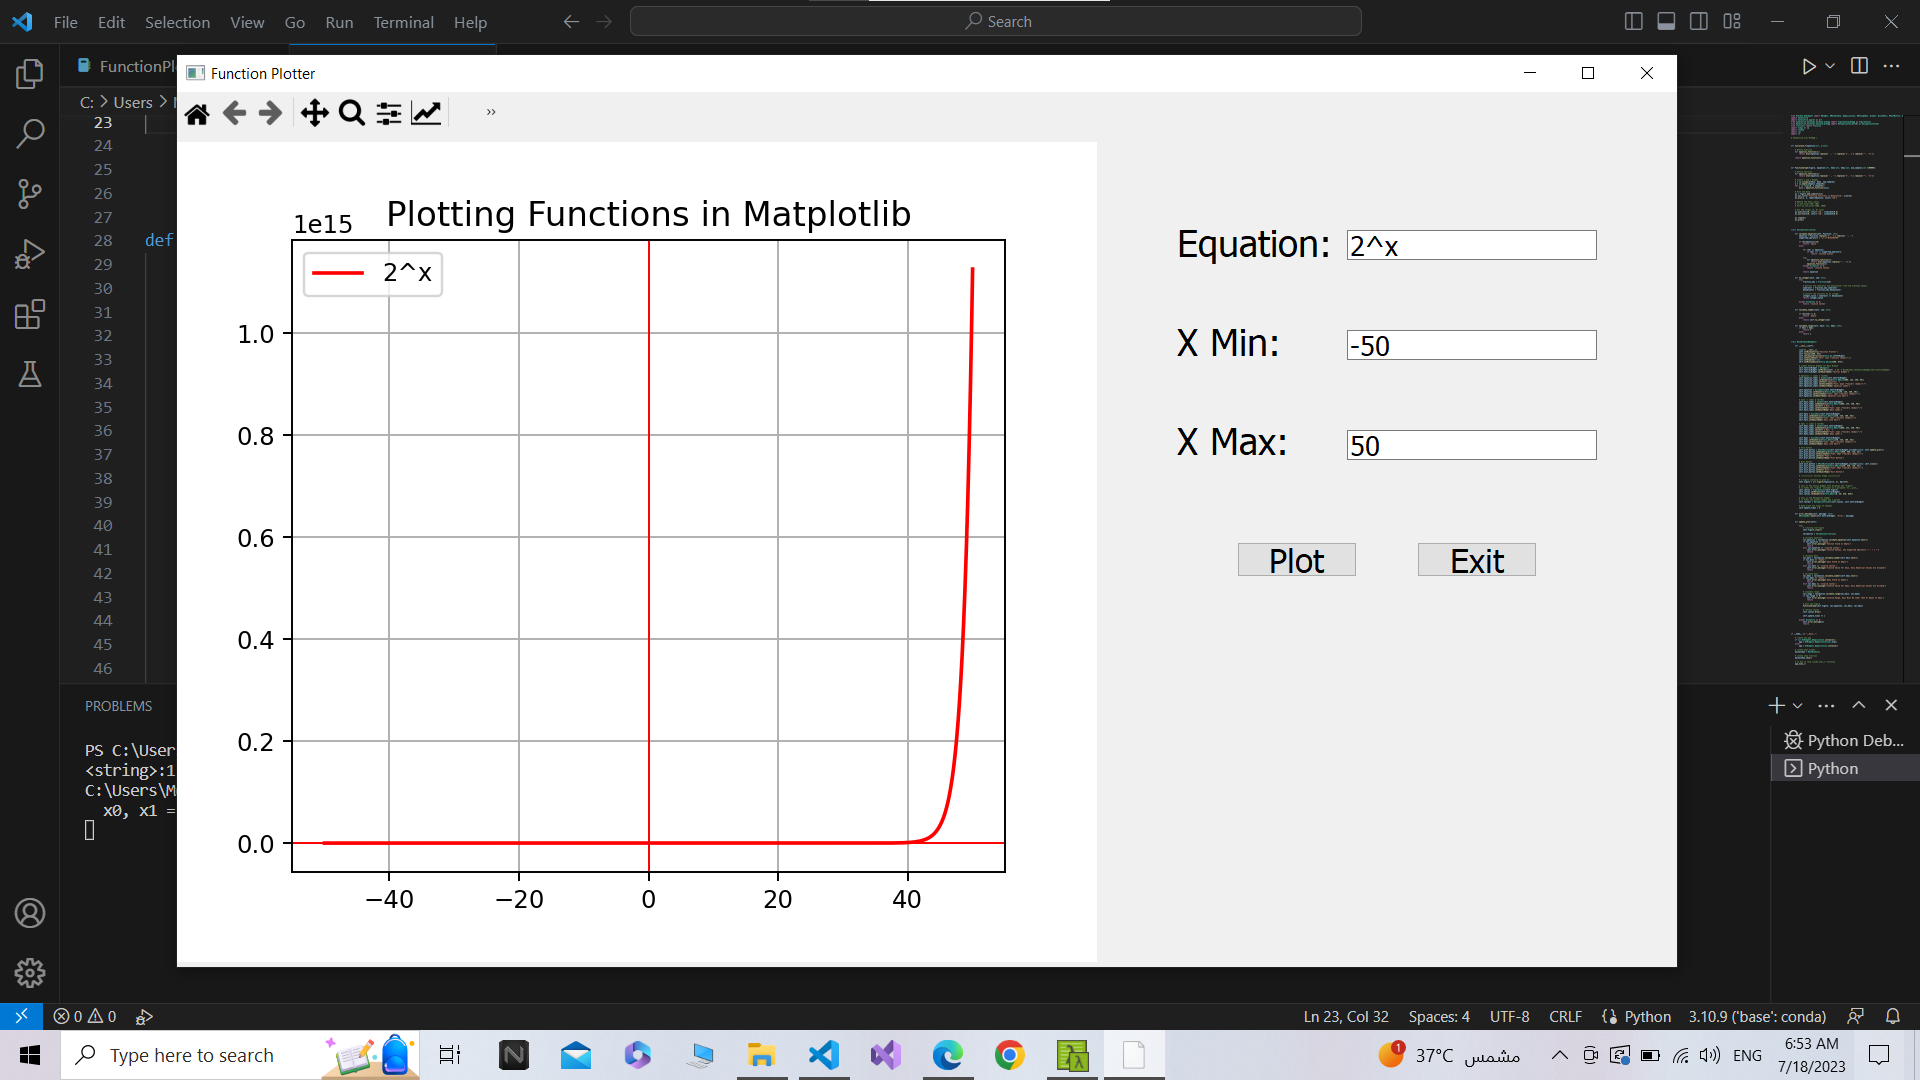 File Edit Selection View Go Run Terminal Help
Search
FunctionPl
C: > Users >
Function Plotter
23
24
25
26
27
28 def
29
30
31
32
33
34
35
36
37
38
39
40
41
42
43
44
45
46
Plotting Functions in Matplotlib
1e15
2^x
1.0
0.8
0.6
0.4
0.2
0.0
−40 −20 0 20 40
Equation: 2^x
X Min: -50
X Max: 50
Plot Exit
PROBLEMS
PS C:\User
<string>:1
C:\Users\M
x0, x1 =
Python Deb...
Python
0 0
Ln 23, Col 32 Spaces: 4 UTF-8 CRLF Python 3.10.9 ('base': conda)
Type here to search
1 37°C مشمس ENG
6:53 AM
7/18/2023